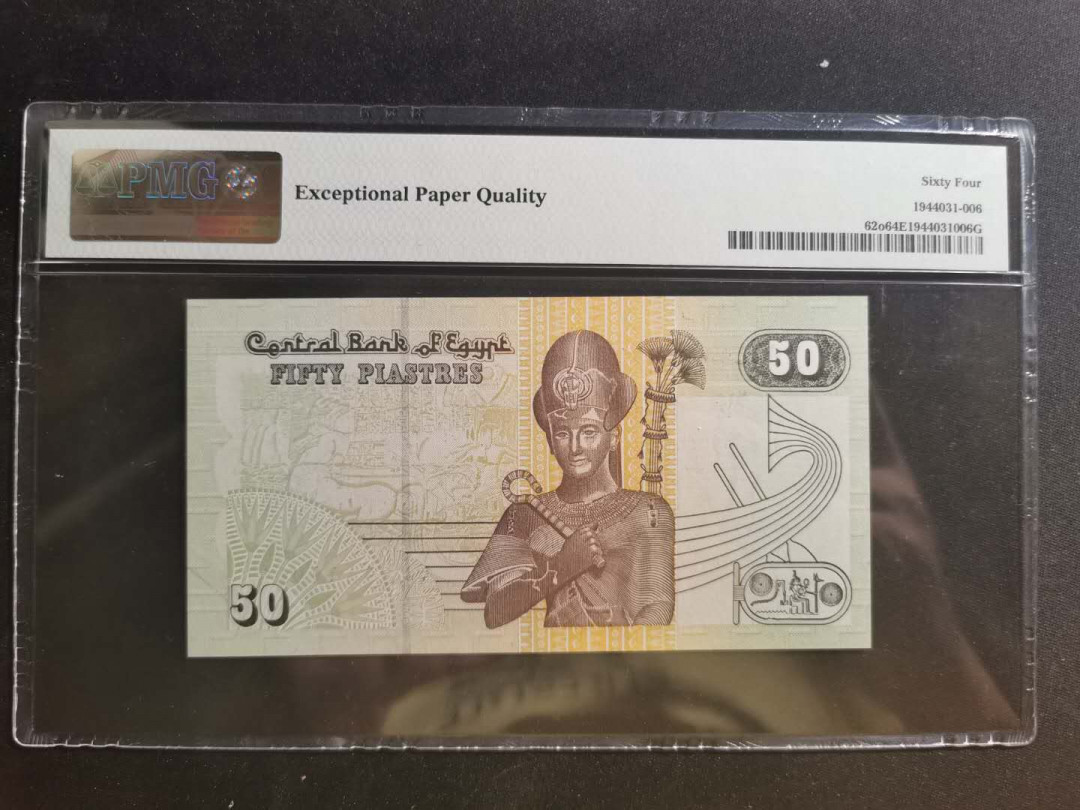 PMG
Exceptional Paper Quality
Sixty Four
1944031-006
62o64E1944031006G
Central Bank of Egypt
FIFTY PIASTRES
50
50